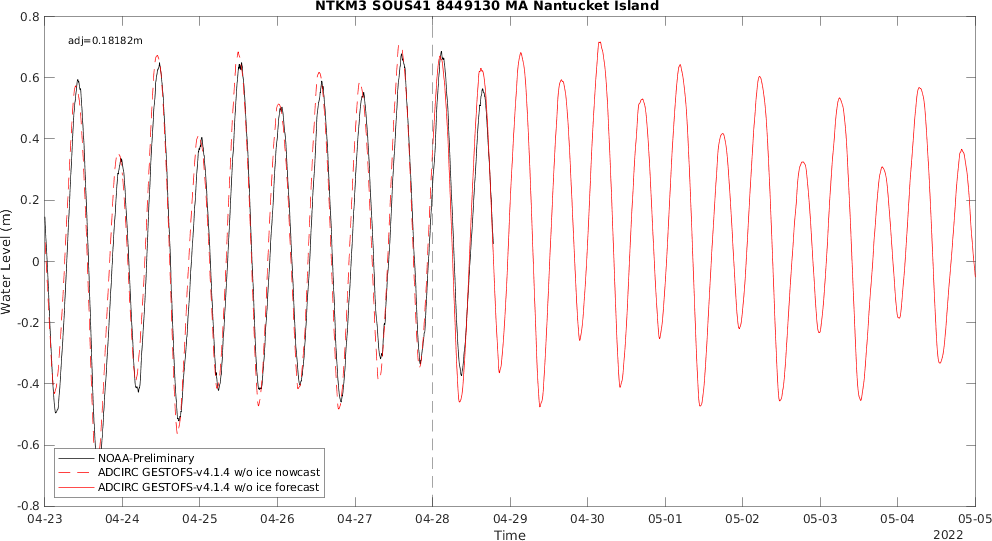 NTKM3 SOUS41 8449130 MA Nantucket Island
adj=0.18182m
0.8
0.6
0.4
0.2
0
-0.2
-0.4
-0.6
-0.8
Water Level (m)
NOAA-Preliminary
ADCIRC GESTOFS-v4.1.4 w/o ice nowcast
ADCIRC GESTOFS-v4.1.4 w/o ice forecast
04-23 04-24 04-25 04-26 04-27 04-28 04-29 04-30 05-01 05-02 05-03 05-04 05-05
Time
2022